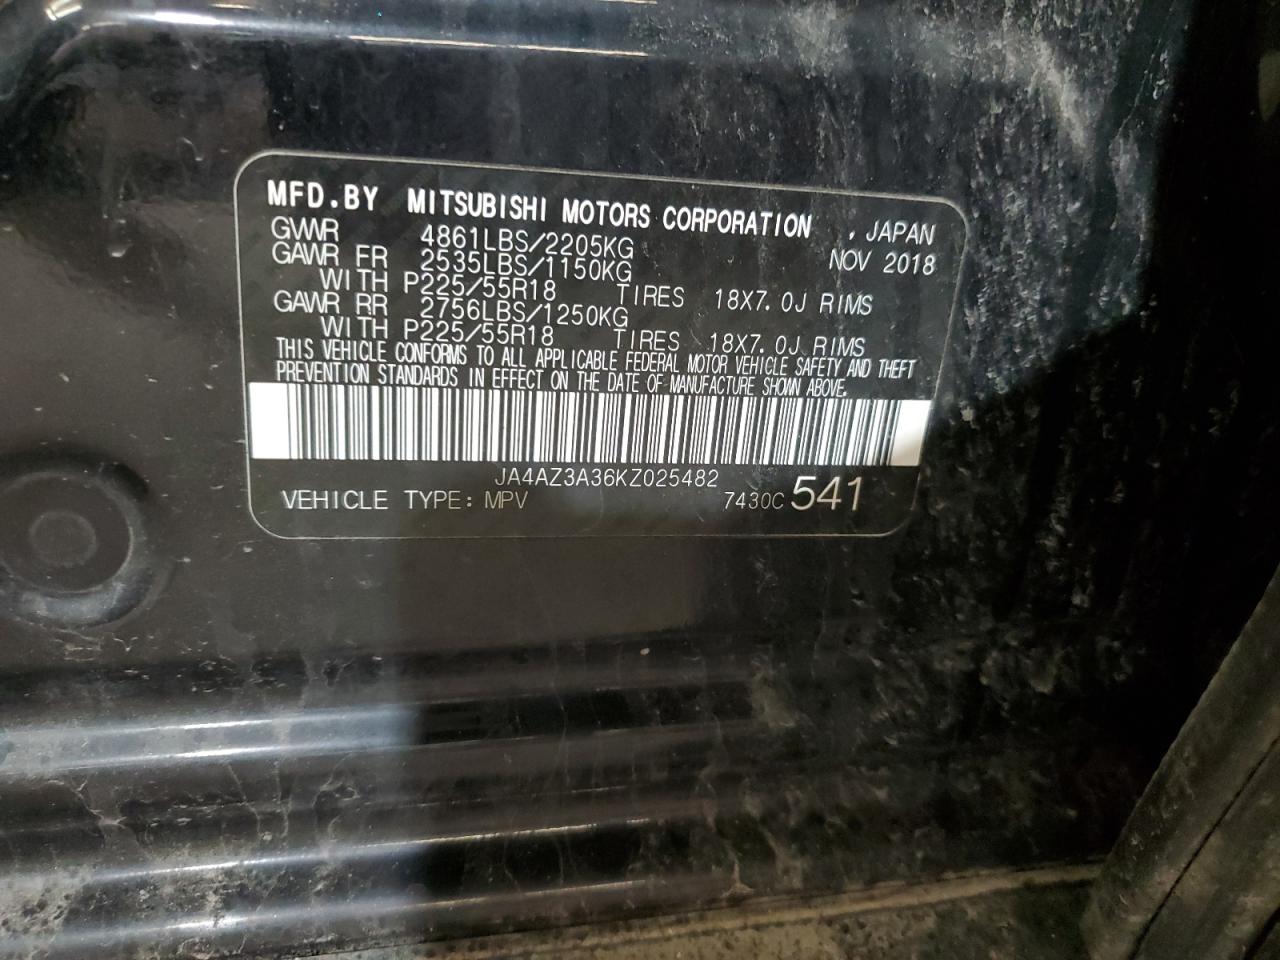 MFD.BY MITSUBISHI MOTORS CORPORATION , JAPAN
GVWR 4861LBS/2205KG NOV 2018
GAWR FR 2535LBS/1150KG
WITH P225/55R18 TIRES 18X7.0J RIMS
GAWR RR 2756LBS/1250KG
WITH P225/55R18 TIRES 18X7.0J RIMS
THIS VEHICLE CONFORMS TO ALL APPLICABLE FEDERAL MOTOR VEHICLE SAFETY AND THEFT
PREVENTION STANDARDS IN EFFECT ON THE DATE OF MANUFACTURE SHOWN ABOVE.
JA4AZ3A36KZ025482
VEHICLE TYPE: MPV 7430C 541